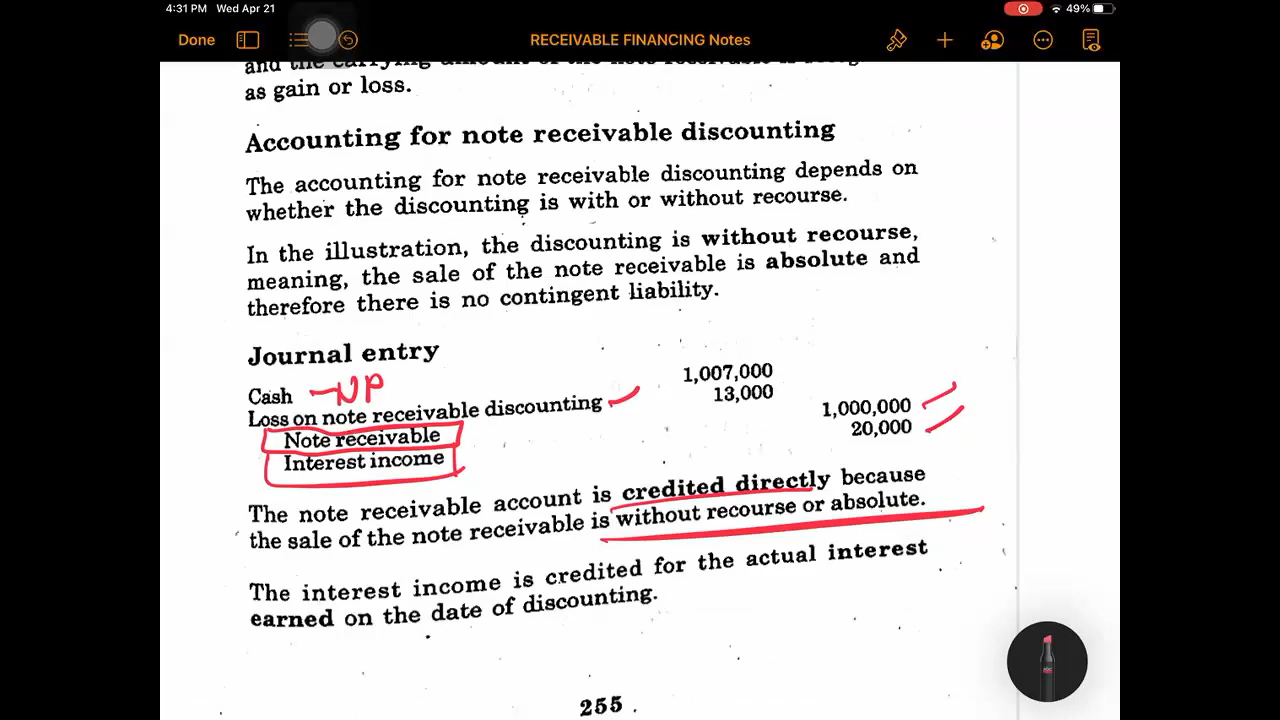 4:31 PM Wed Apr 21
49%
Done
RECEIVABLE FINANCING Notes
as gain or loss.
Accounting for note receivable discounting
The accounting for note receivable discounting depends on
whether the discounting is with or without recourse.
In the illustration, the discounting is without recourse,
meaning, the sale of the note receivable is absolute and
therefore there is no contingent liability.
Journal entry
Cash NP 1,007,000
Loss on note receivable discounting 13,000
Note receivable 1,000,000
Interest income 20,000
The note receivable account is credited directly because
the sale of the note receivable is without recourse or absolute.
The interest income is credited for the actual interest
earned on the date of discounting.
255